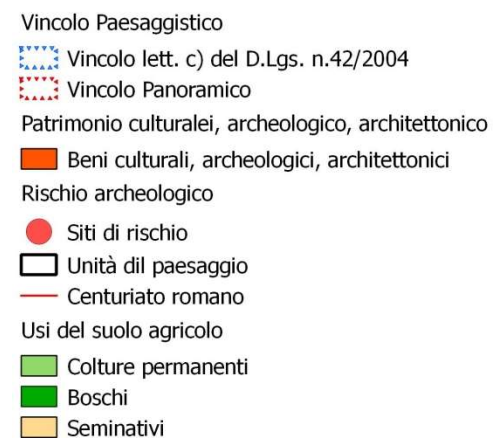 Vincolo Paesaggistico
Vincolo lett. c) del D.Lgs. n.42/2004
Vincolo Panoramico
Patrimonio culturalei, archeologico, architettonico
Beni culturali, archeologici, architettonici
Rischio archeologico
Siti di rischio
Unità dil paesaggio
Centuriato romano
Usi del suolo agricolo
Colture permanenti
Boschi
Seminativi